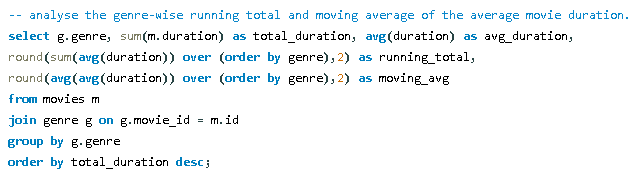 -- analyse the genre-wise running total and moving average of the average movie duration.
select g.genre, sum(m.duration) as total_duration, avg(duration) as avg_duration,
round(sum(avg(duration)) over (order by genre),2) as running_total,
round(avg(avg(duration)) over (order by genre),2) as moving_avg
from movies m
join genre g on g.movie_id = m.id
group by g.genre
order by total_duration desc;